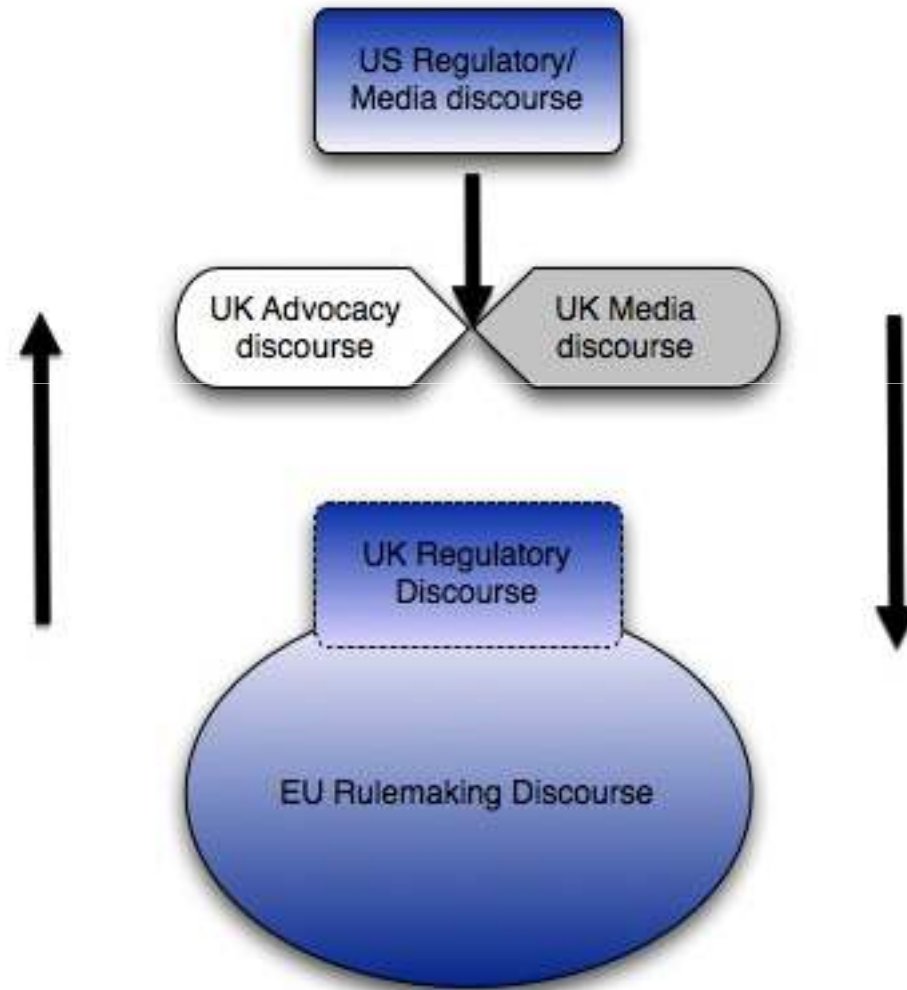 US Regulatory/
Media discourse
UK Advocacy
discourse
UK Media
discourse
UK Regulatory
Discourse
EU Rulemaking Discourse